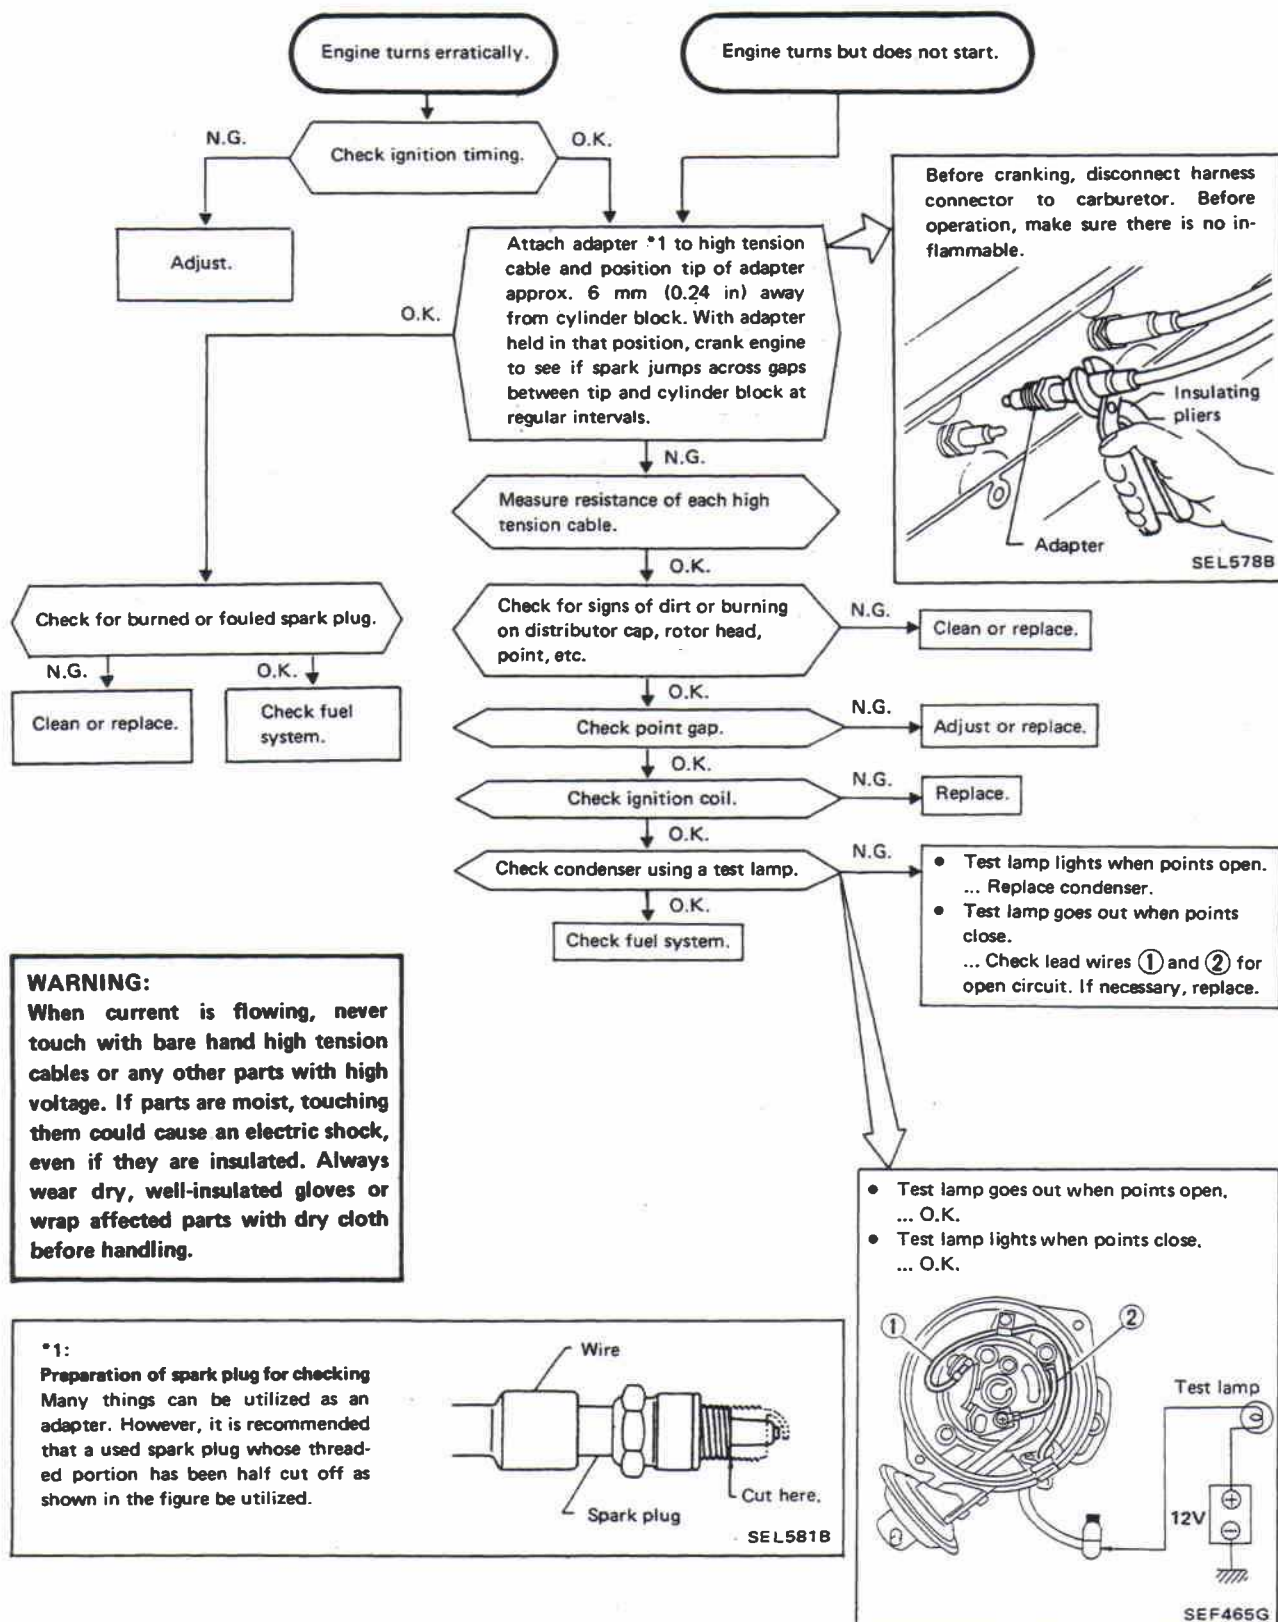 Engine turns erratically.
Engine turns but does not start.
N.G.
Check ignition timing.
O.K.
Adjust.
Attach adapter *1 to high tension
cable and position tip of adapter
approx. 6 mm (0.24 in) away
from cylinder block. With adapter
held in that position, crank engine
to see if spark jumps across gaps
between tip and cylinder block at
regular intervals.
O.K.
Before cranking, disconnect harness
connector to carburetor. Before
operation, make sure there is no in-
flammable.
Insulating
pliers
Adapter
SEL578B
N.G.
Measure resistance of each high
tension cable.
O.K.
Check for burned or fouled spark plug.
N.G.
O.K.
Clean or replace.
Check fuel
system.
Check for signs of dirt or burning
on distributor cap, rotor head,
point, etc.
N.G.
Clean or replace.
O.K.
Check point gap.
N.G.
Adjust or replace.
O.K.
Check ignition coil.
N.G.
Replace.
O.K.
Check condenser using a test lamp.
N.G.
● Test lamp lights when points open.
... Replace condenser.
● Test lamp goes out when points
close.
... Check lead wires ① and ② for
open circuit. If necessary, replace.
O.K.
Check fuel system.
WARNING:
When current is flowing, never
touch with bare hand high tension
cables or any other parts with high
voltage. If parts are moist, touching
them could cause an electric shock,
even if they are insulated. Always
wear dry, well-insulated gloves or
wrap affected parts with dry cloth
before handling.
● Test lamp goes out when points open,
... O.K.
● Test lamp lights when points close,
... O.K.
①
②
Test lamp
12V
+
−
SEF465G
*1:
Preparation of spark plug for checking
Many things can be utilized as an
adapter. However, it is recommended
that a used spark plug whose thread-
ed portion has been half cut off as
shown in the figure be utilized.
Wire
Spark plug
Cut here.
SEL581B